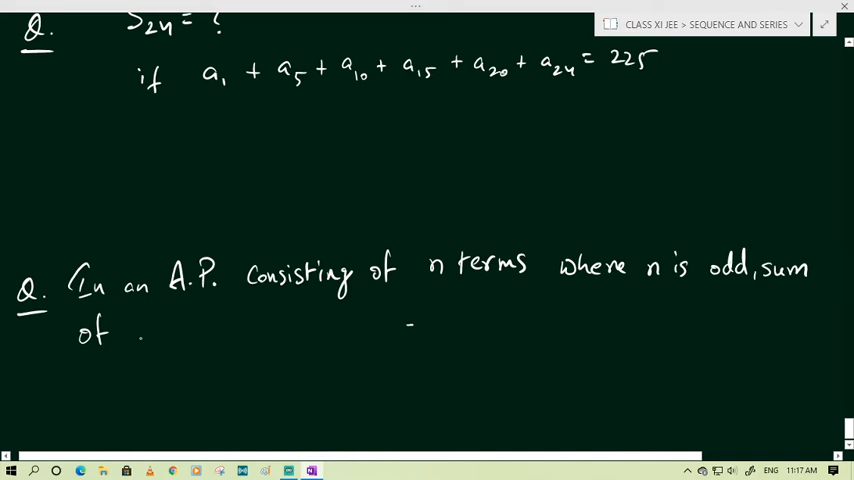 CLASS XI JEE > SEQUENCE AND SERIES
Q. S₂₄ = ?
if a₁ + a₅ + a₁₀ + a₁₅ + a₂₀ + a₂₄ = 225
Q. In an A.P. consisting of n terms where n is odd, sum
of
ENG 11:17 AM